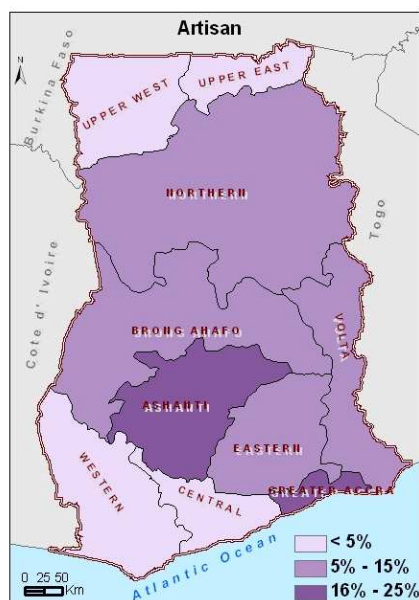 Artisan
N
Burkina Faso
UPPER WEST
UPPER EAST
NORTHERN
Togo
Cote d' Ivoire
BRONG AHAFO
VOLTA
ASHANTI
EASTERN
WESTERN
CENTRAL
GREATER ACCRA
Atlantic Ocean
< 5%
5% - 15%
16% - 25%
0 25 50
Km